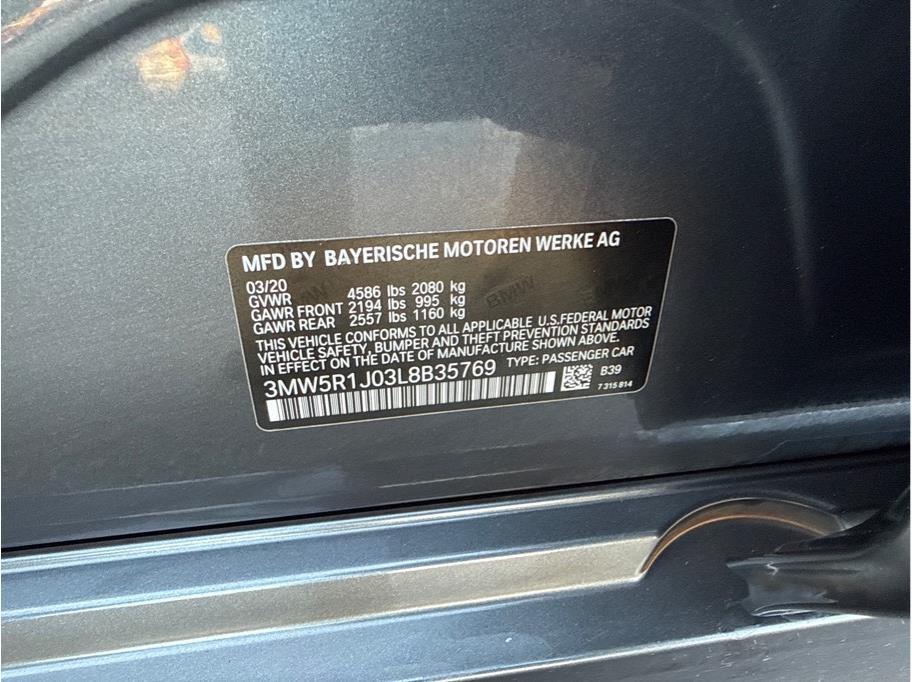 MFD BY BAYERISCHE MOTOREN WERKE AG
03/20
GVWR 4586 lbs 2080 kg
GAWR FRONT 2194 lbs 995 kg
GAWR REAR 2557 lbs 1160 kg
THIS VEHICLE CONFORMS TO ALL APPLICABLE U.S.FEDERAL MOTOR
VEHICLE SAFETY, BUMPER AND THEFT PREVENTION STANDARDS
IN EFFECT ON THE DATE OF MANUFACTURE SHOWN ABOVE.
3MW5R1J03L8B35769 TYPE: PASSENGER CAR B39
7 315 814
BMW